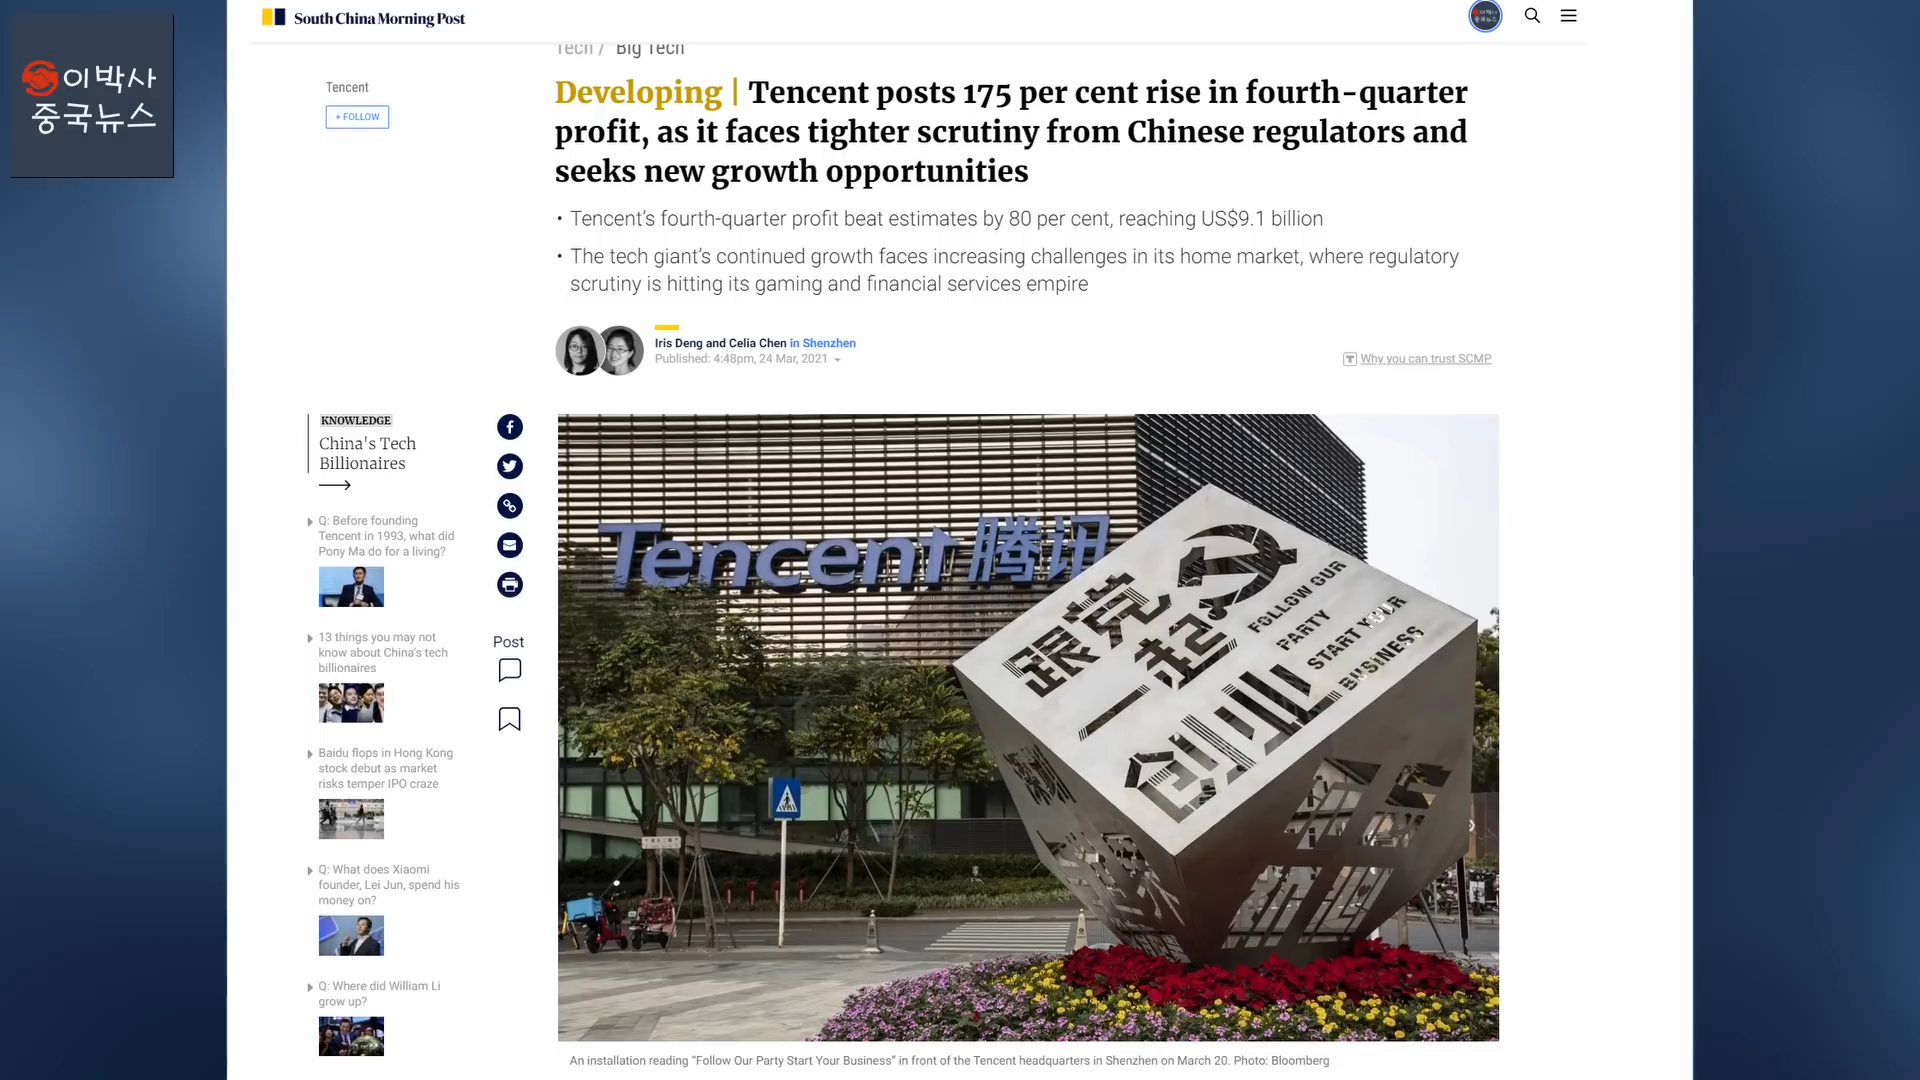 이박사
중국뉴스
South China Morning Post
Tech / Big Tech
Tencent
+ FOLLOW
Developing | Tencent posts 175 per cent rise in fourth-quarter
profit, as it faces tighter scrutiny from Chinese regulators and
seeks new growth opportunities
• Tencent's fourth-quarter profit beat estimates by 80 per cent, reaching US$9.1 billion
• The tech giant's continued growth faces increasing challenges in its home market, where regulatory
scrutiny is hitting its gaming and financial services empire
Iris Deng and Celia Chen in Shenzhen
Published: 4:48pm, 24 Mar, 2021
Why you can trust SCMP
KNOWLEDGE
China's Tech
Billionaires
Q: Before founding
Tencent in 1993, what did
Pony Ma do for a living?
13 things you may not
know about China's tech
billionaires
Baidu flops in Hong Kong
stock debut as market
risks temper IPO craze
Q: What does Xiaomi
founder, Lei Jun, spend his
money on?
Q: Where did William Li
grow up?
Post
Tencent 腾讯
跟党
一起
创业
FOLLOW OUR
PARTY
START YOUR
BUSINESS
An installation reading "Follow Our Party Start Your Business" in front of the Tencent headquarters in Shenzhen on March 20. Photo: Bloomberg